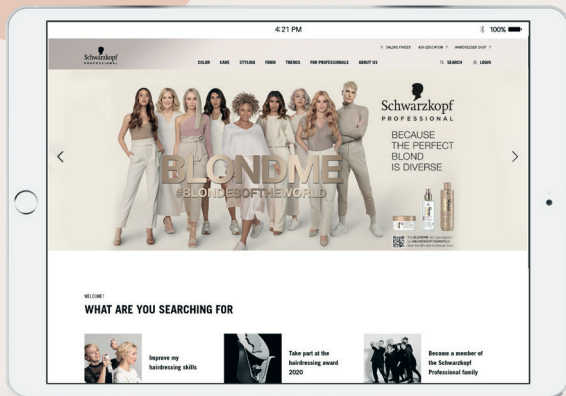 4:21 PM
100%
SALONG FINDER ASK-EDUCATION HAIRDRESSER SHOP
Schwarzkopf
PROFESSIONAL
COLOR CARE STYLING FORM TRENDS FOR PROFESSIONALS ABOUT US
SEARCH LOGIN
Schwarzkopf
PROFESSIONAL
BECAUSE
THE PERFECT
BLOND
IS DIVERSE
BLONDME
#BLONDESOFTHEWORLD
WELCOME!
WHAT ARE YOU SEARCHING FOR
Improve my
hairdressing skills
Take part at the
hairdressing award
2020
Become a member of
the Schwarzkopf
Professional family